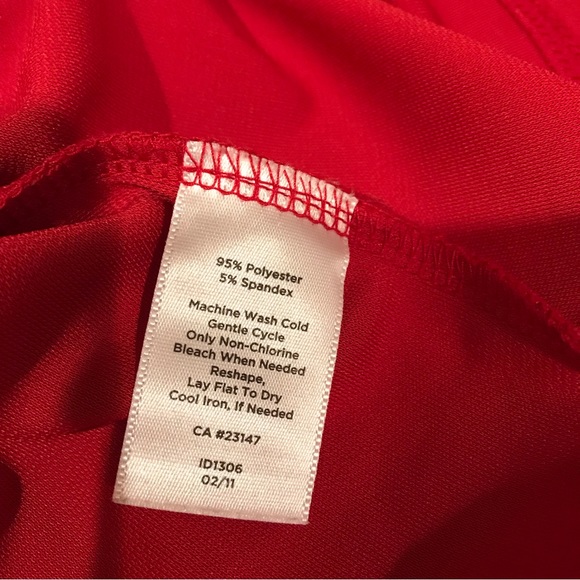 95% Polyester
5% Spandex
Machine Wash Cold
Gentle Cycle
Only Non-Chlorine
Bleach When Needed
Reshape,
Lay Flat To Dry
Cool Iron, If Needed
CA #23147
ID1306
02/11